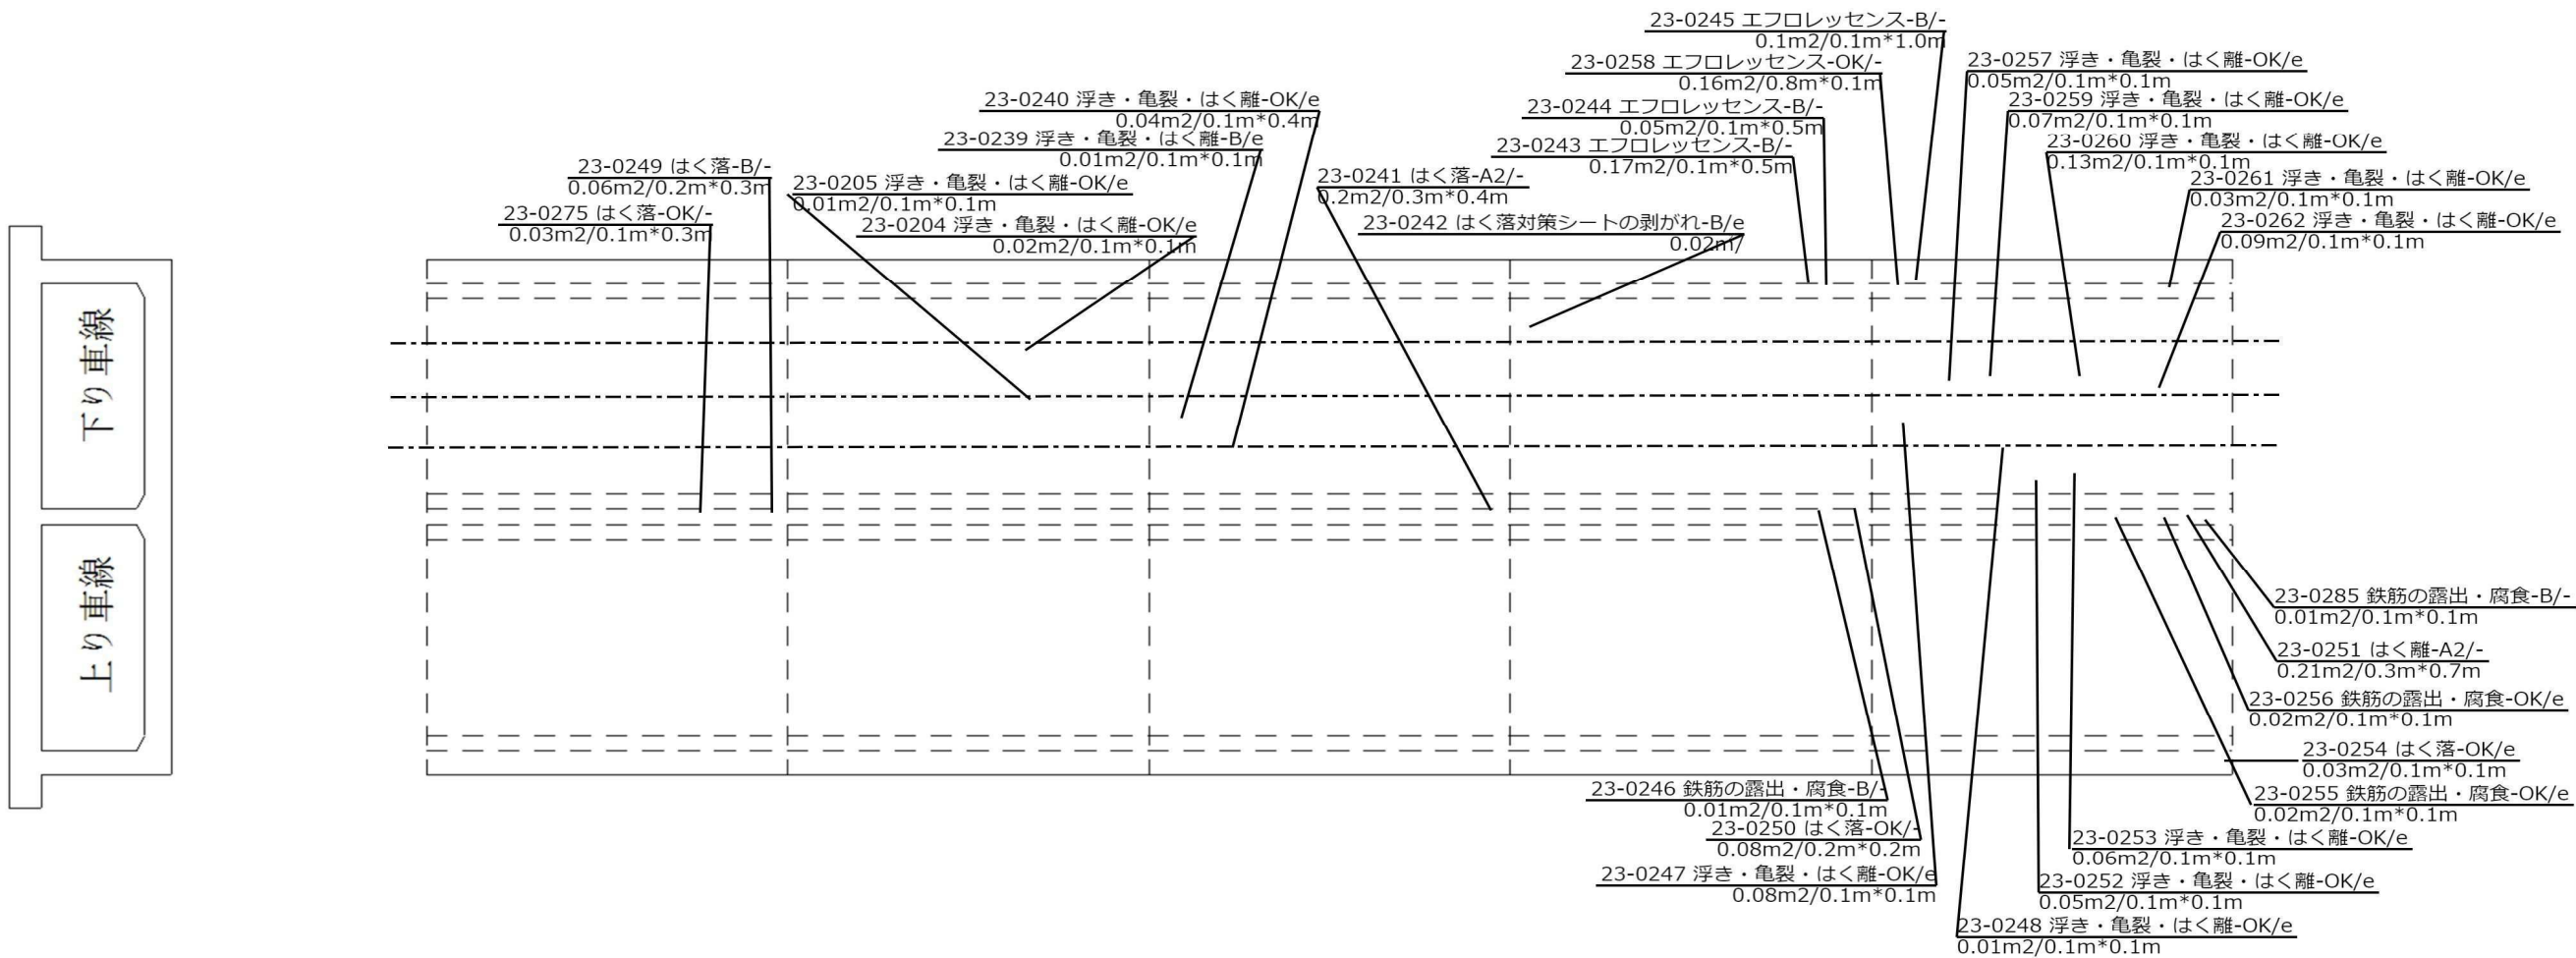 23-0245 エフロレッセンス-B/-
0.1m2/0.1m*1.0m
23-0258 エフロレッセンス-OK/-
0.16m2/0.8m*0.1m
23-0257 浮き・亀裂・はく離-OK/e
0.05m2/0.1m*0.1m
23-0240 浮き・亀裂・はく離-OK/e
0.04m2/0.1m*0.4m
23-0244 エフロレッセンス-B/-
0.05m2/0.1m*0.5m
23-0259 浮き・亀裂・はく離-OK/e
0.07m2/0.1m*0.1m
23-0239 浮き・亀裂・はく離-B/e
0.01m2/0.1m*0.1m
23-0243 エフロレッセンス-B/-
0.17m2/0.1m*0.5m
23-0260 浮き・亀裂・はく離-OK/e
0.13m2/0.1m*0.1m
23-0249 はく落-B/-
0.06m2/0.2m*0.3m
23-0205 浮き・亀裂・はく離-OK/e
0.01m2/0.1m*0.1m
23-0241 はく落-A2/-
0.2m2/0.3m*0.4m
23-0261 浮き・亀裂・はく離-OK/e
0.03m2/0.1m*0.1m
23-0275 はく落-OK/-
0.03m2/0.1m*0.3m
23-0204 浮き・亀裂・はく離-OK/e
0.02m2/0.1m*0.1m
23-0242 はく落対策シートの剥がれ-B/e
0.02m/
23-0262 浮き・亀裂・はく離-OK/e
0.09m2/0.1m*0.1m
下り車線
上り車線
23-0285 鉄筋の露出・腐食-B/-
0.01m2/0.1m*0.1m
23-0251 はく離-A2/-
0.21m2/0.3m*0.7m
23-0256 鉄筋の露出・腐食-OK/e
0.02m2/0.1m*0.1m
23-0254 はく落-OK/e
0.03m2/0.1m*0.1m
23-0246 鉄筋の露出・腐食-B/-
0.01m2/0.1m*0.1m
23-0255 鉄筋の露出・腐食-OK/e
0.02m2/0.1m*0.1m
23-0250 はく落-OK/-
0.08m2/0.2m*0.2m
23-0253 浮き・亀裂・はく離-OK/e
0.06m2/0.1m*0.1m
23-0247 浮き・亀裂・はく離-OK/e
0.08m2/0.1m*0.1m
23-0252 浮き・亀裂・はく離-OK/e
0.05m2/0.1m*0.1m
23-0248 浮き・亀裂・はく離-OK/e
0.01m2/0.1m*0.1m